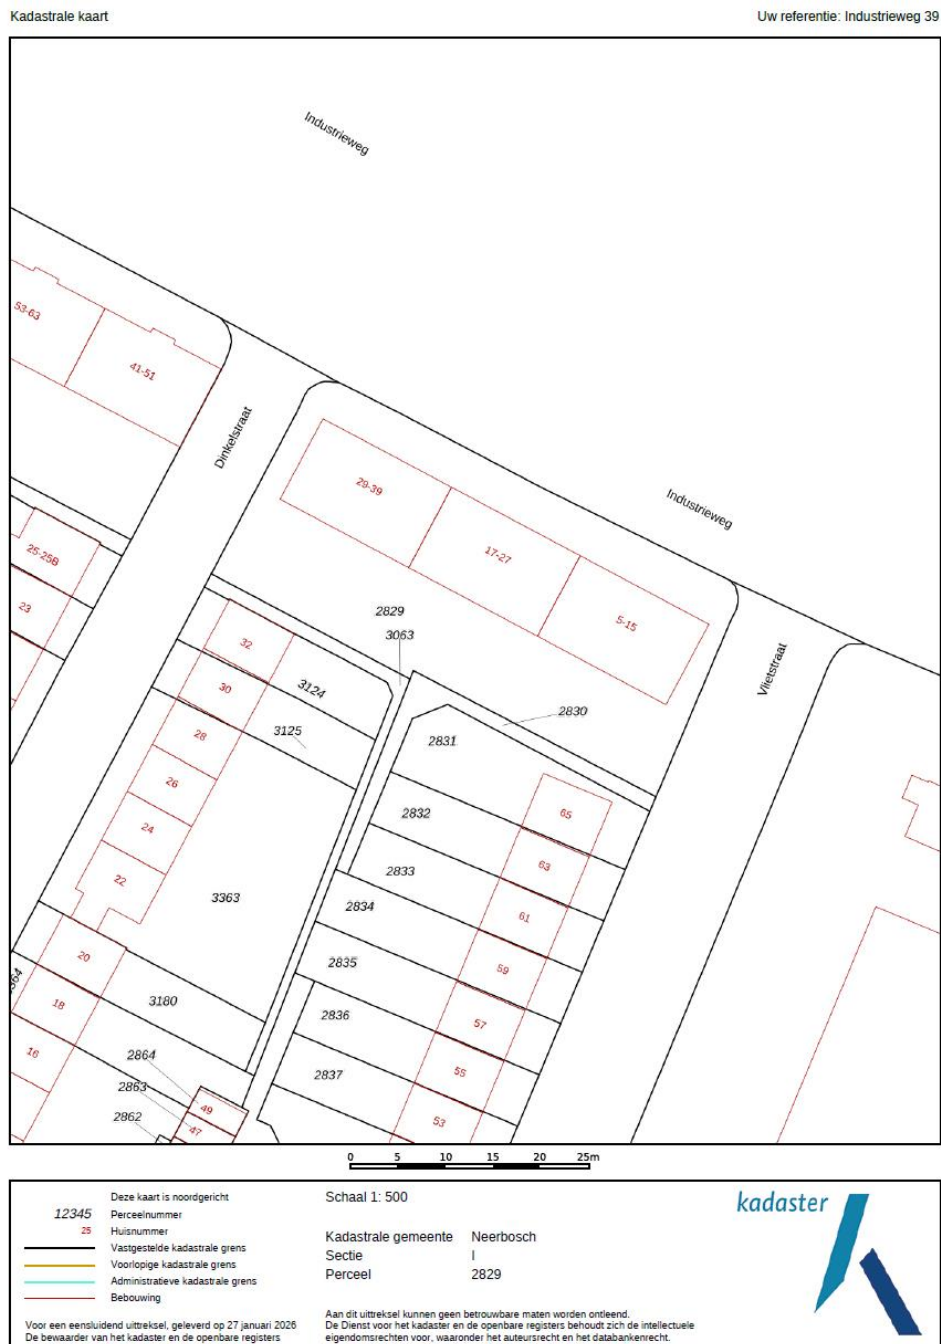 Kadastrale kaart
Uw referentie: Industrieweg 39
Industrieweg
53-63
41-51
Dinkelstraat
29-39
Industrieweg
17-27
25-25B
5-15
23
2829
3063
32
Vlietstraat
30
3124
2830
3125
2831
28
26
2832
65
24
63
2833
22
3363
2834
61
20
2835
59
18
3180
2836
57
16
2864
2837
55
2863
49
2862
53
47
0 5 10 15 20 25m
Deze kaart is noordgericht
12345 Perceelnummer
25 Huisnummer
Vastgestelde kadastrale grens
Voorlopige kadastrale grens
Administratieve kadastrale grens
Bebouwing
Voor een eensluidend uittreksel, geleverd op 27 januari 2026
De bewaarder van het kadaster en de openbare registers
Schaal 1: 500
Kadastrale gemeente Neerbosch
Sectie I
Perceel 2829
Aan dit uittreksel kunnen geen betrouwbare maten worden ontleend.
De Dienst voor het kadaster en de openbare registers behoudt zich de intellectuele
eigendomsrechten voor, waaronder het auteursrecht en het databankenrecht.
kadaster